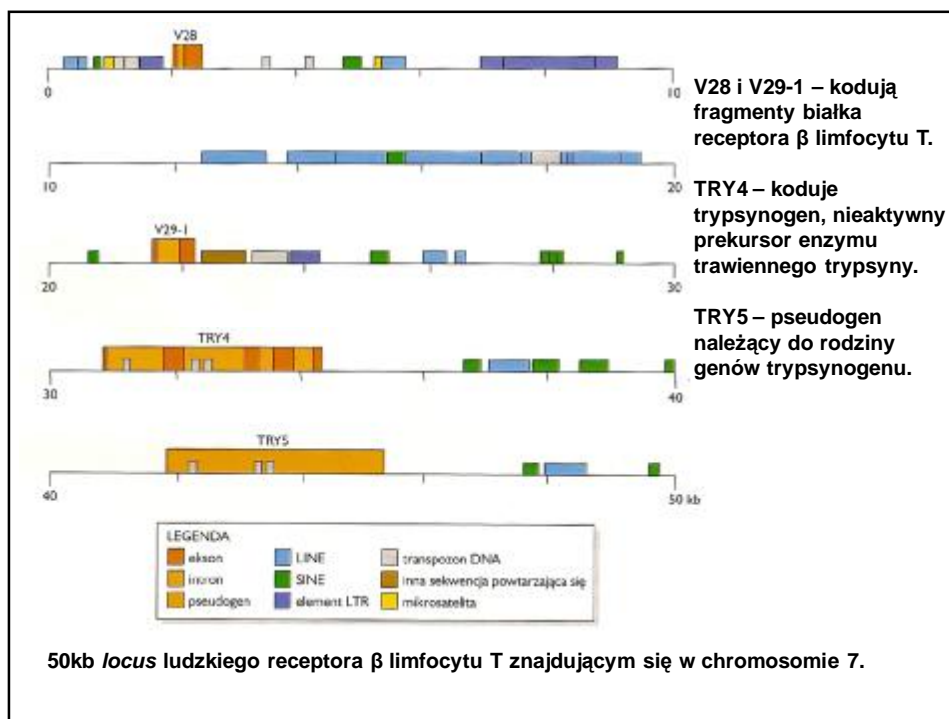 V28
0
10
V28 i V29-1 – kodują
fragmenty białka
receptora β limfocytu T.
10
20
TRY4 – koduje
trypsynogen, nieaktywny
prekursor enzymu
trawiennego trypsyny.
V29-1
20
30
TRY5 – pseudogen
należący do rodziny
genów trypsynogenu.
TRY4
30
40
TRY5
40
50 kb
LEGENDA
ekson
intron
pseudogen
LINE
SINE
element LTR
transpozon DNA
inna sekwencja powtarzająca się
mikrosatelita
50kb locus ludzkiego receptora β limfocytu T znajdującym się w chromosomie 7.